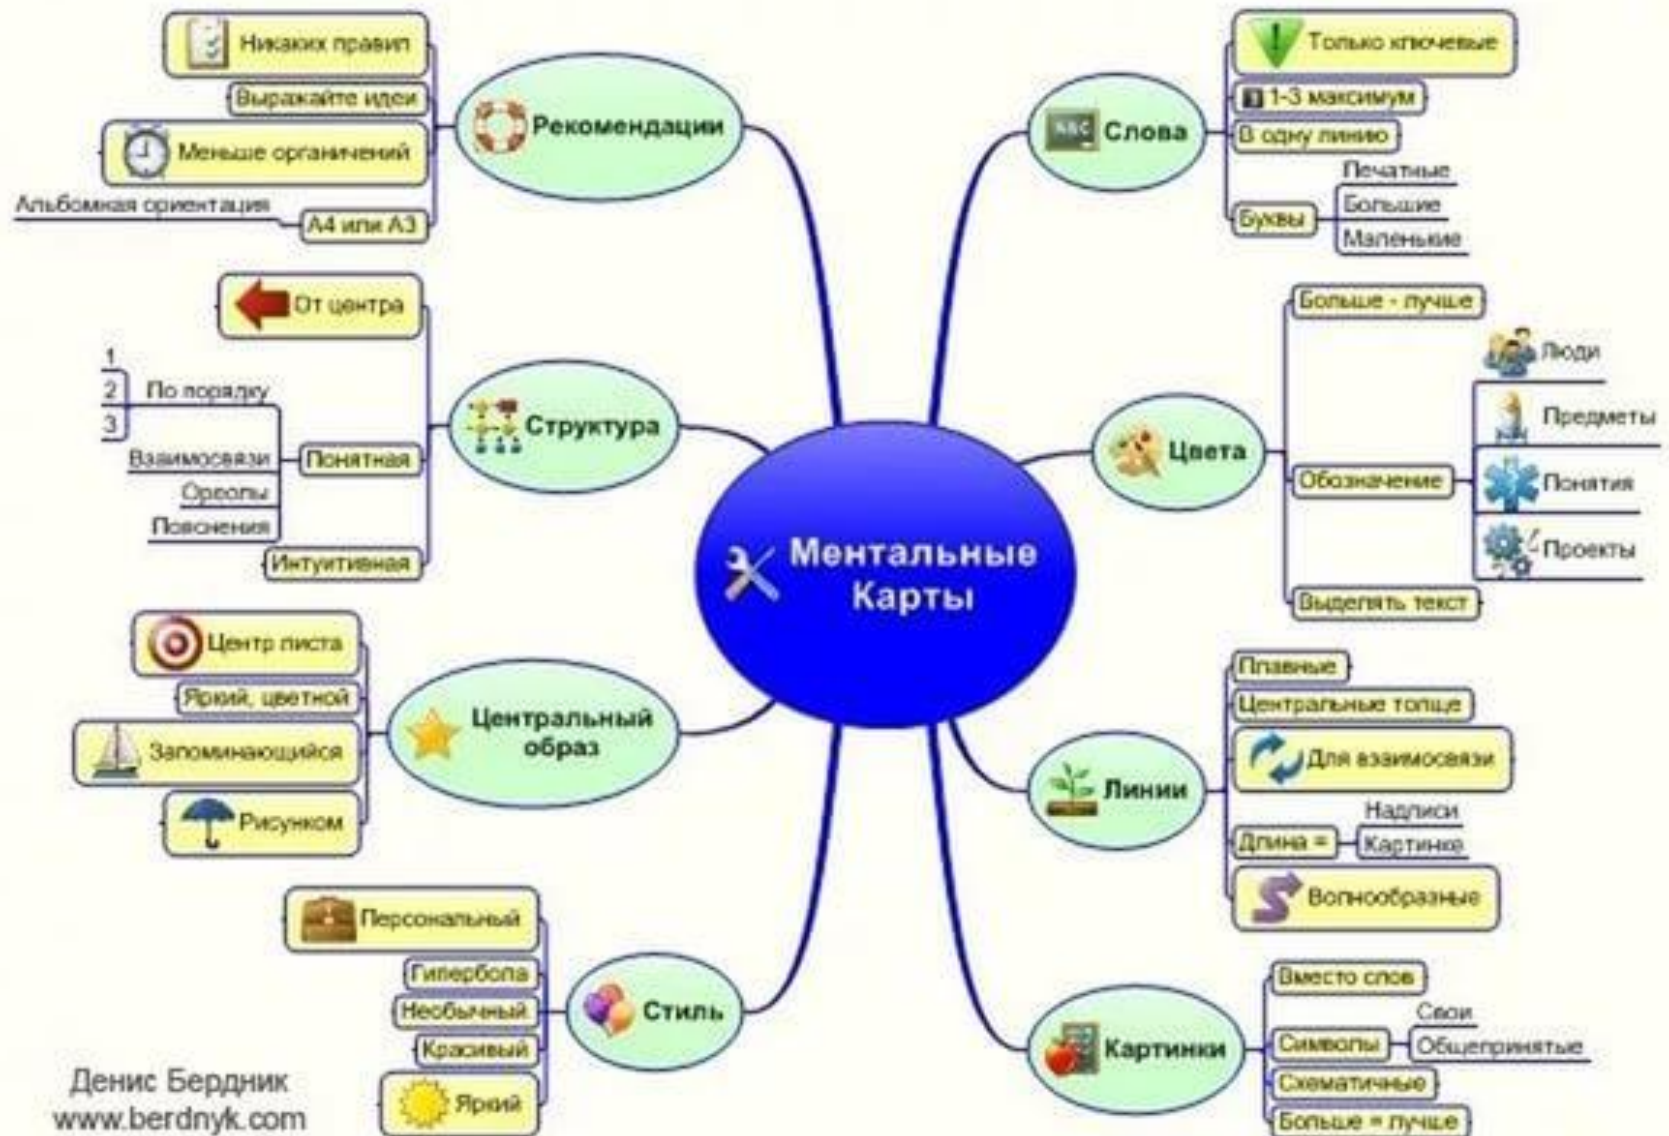 Никаких правил
Выражайте идеи
Меньше органичений
Альбомная ориентация
А4 или А3
Рекомендации
От центра
1
2
3
По порядку
Взаимосвязи
Ореолы
Пояснения
Понятная
Интуитивная
Структура
Центр листа
Яркий, цветной
Запоминающийся
Рисунком
Центральный
образ
Персональный
Гипербола
Необычный
Красивый
Яркий
Стиль
Ментальные
Карты
Слова
Только ключевые
1-3 максимум
В одну линию
Буквы
Печатные
Большие
Маленькие
Цвета
Больше - лучше
Обозначение
Люди
Предметы
Понятия
Проекты
Выделять текст
Линии
Плавные
Центральные толще
Для взаимосвязи
Длина =
Надписи
Картинке
Волнообразные
Картинки
Вместо слов
Символы
Свои
Общепринятые
Схематичные
Больше = лучше
Денис Бердник
www.berdnyk.com